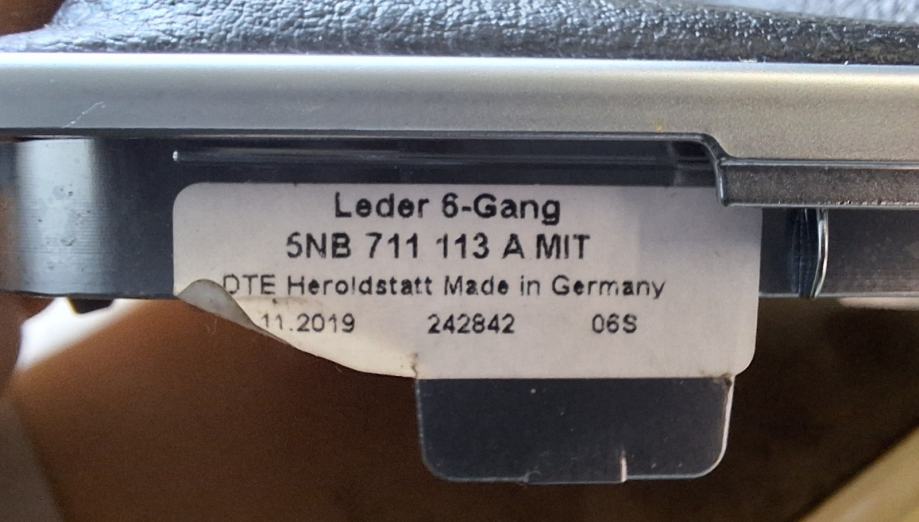 Leder 6-Gang
5NB 711 113 A MIT
DTE Heroldstatt Made in Germany
11.2019 242842 06S